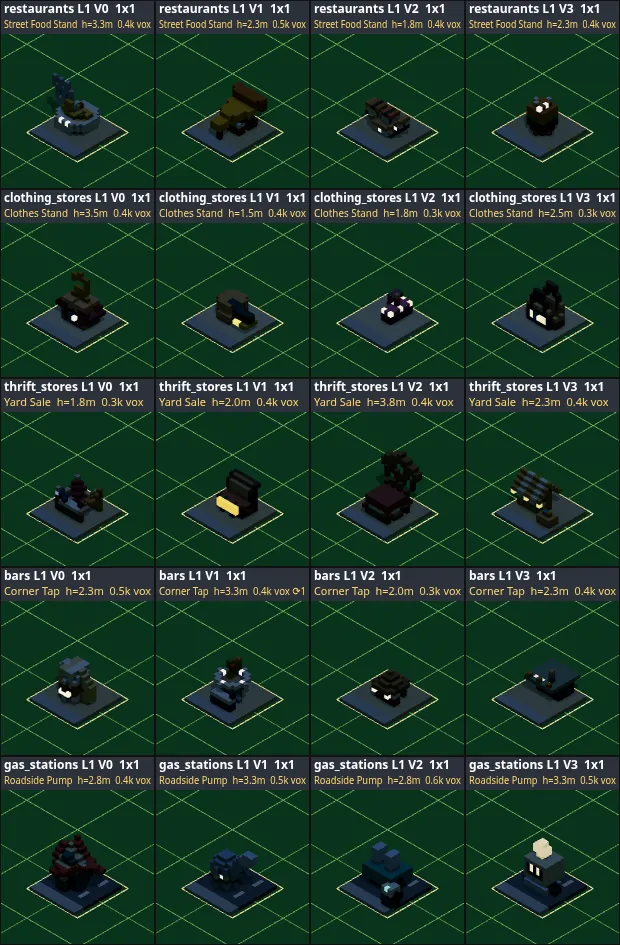 restaurants L1 V0 1x1
Street Food Stand h=3.3m 0.4k vox
restaurants L1 V1 1x1
Street Food Stand h=2.3m 0.5k vox
restaurants L1 V2 1x1
Street Food Stand h=1.8m 0.4k vox
restaurants L1 V3 1x1
Street Food Stand h=2.3m 0.4k vox
clothing_stores L1 V0 1x1
Clothes Stand h=3.5m 0.4k vox
clothing_stores L1 V1 1x1
Clothes Stand h=1.5m 0.4k vox
clothing_stores L1 V2 1x1
Clothes Stand h=1.8m 0.3k vox
clothing_stores L1 V3 1x1
Clothes Stand h=2.5m 0.3k vox
thrift_stores L1 V0 1x1
Yard Sale h=1.8m 0.3k vox
thrift_stores L1 V1 1x1
Yard Sale h=2.0m 0.4k vox
thrift_stores L1 V2 1x1
Yard Sale h=3.8m 0.4k vox
thrift_stores L1 V3 1x1
Yard Sale h=2.3m 0.4k vox
bars L1 V0 1x1
Corner Tap h=2.3m 0.5k vox
bars L1 V1 1x1
Corner Tap h=3.3m 0.4k vox ⟳1
bars L1 V2 1x1
Corner Tap h=2.0m 0.3k vox
bars L1 V3 1x1
Corner Tap h=2.3m 0.4k vox
gas_stations L1 V0 1x1
Roadside Pump h=2.8m 0.4k vox
gas_stations L1 V1 1x1
Roadside Pump h=3.3m 0.5k vox
gas_stations L1 V2 1x1
Roadside Pump h=2.8m 0.6k vox
gas_stations L1 V3 1x1
Roadside Pump h=3.3m 0.5k vox